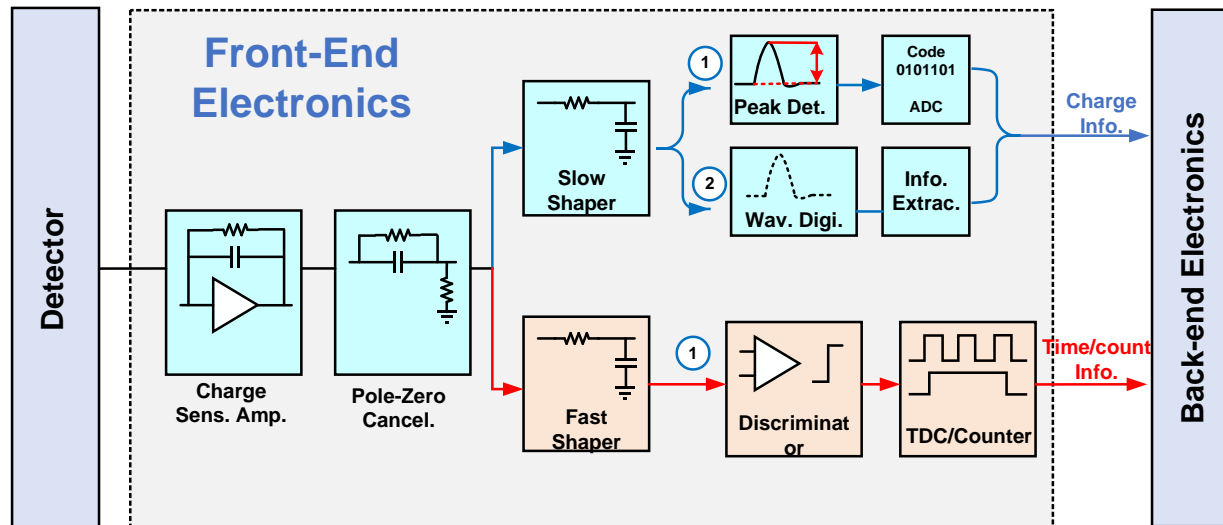 Detector
Front-End
Electronics
Charge
Sens. Amp.
Pole-Zero
Cancel.
Slow
Shaper
1
Peak Det.
Code
0101101
ADC
2
Wav. Digi.
Info.
Extrac.
Charge
Info.
Fast
Shaper
1
Discriminat
or
TDC/Counter
Time/count
Info.
Back-end Electronics